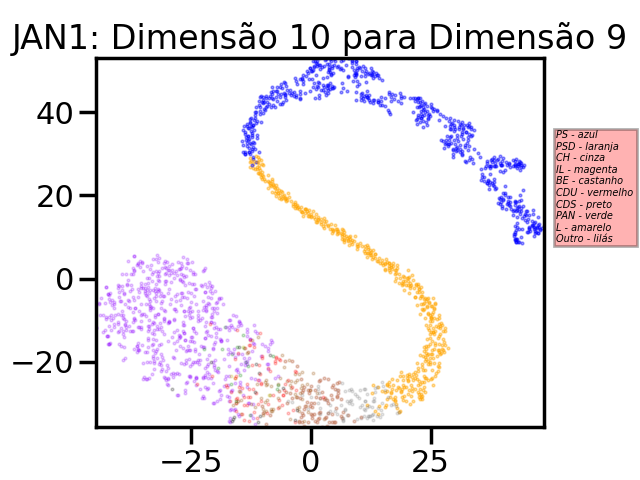 JAN1: Dimensão 10 para Dimensão 9
40
20
0
−20
−25
0
25
PS - azul
PSD - laranja
CH - cinza
IL - magenta
BE - castanho
CDU - vermelho
CDS - preto
PAN - verde
L - amarelo
Outro - lilás